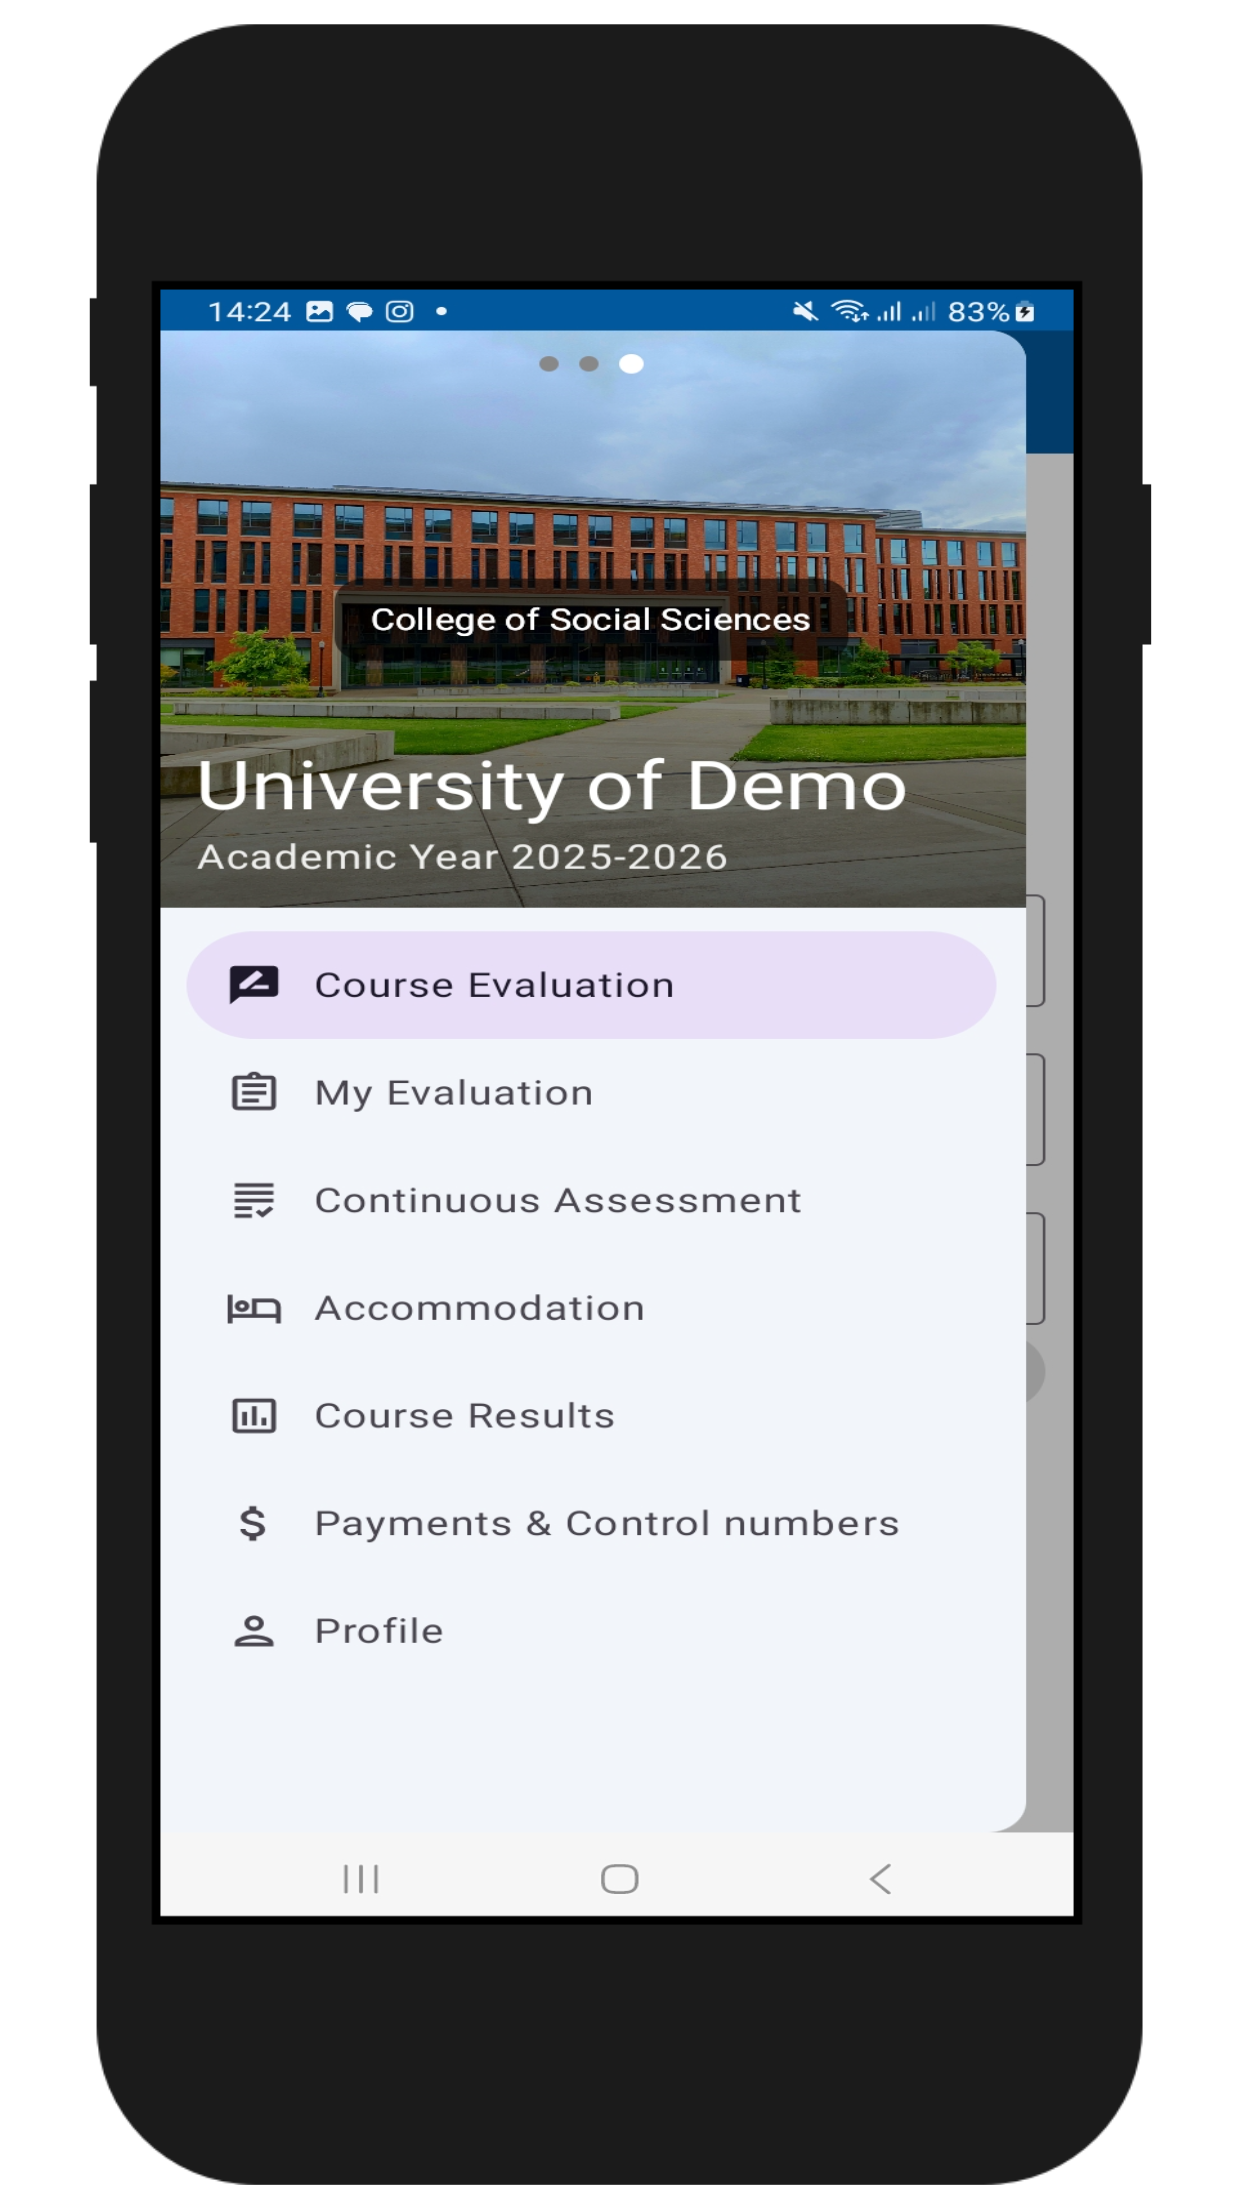 14:24
83%
College of Social Sciences
University of Demo
Academic Year 2025-2026
Course Evaluation
My Evaluation
Continuous Assessment
Accommodation
Course Results
Payments & Control numbers
Profile